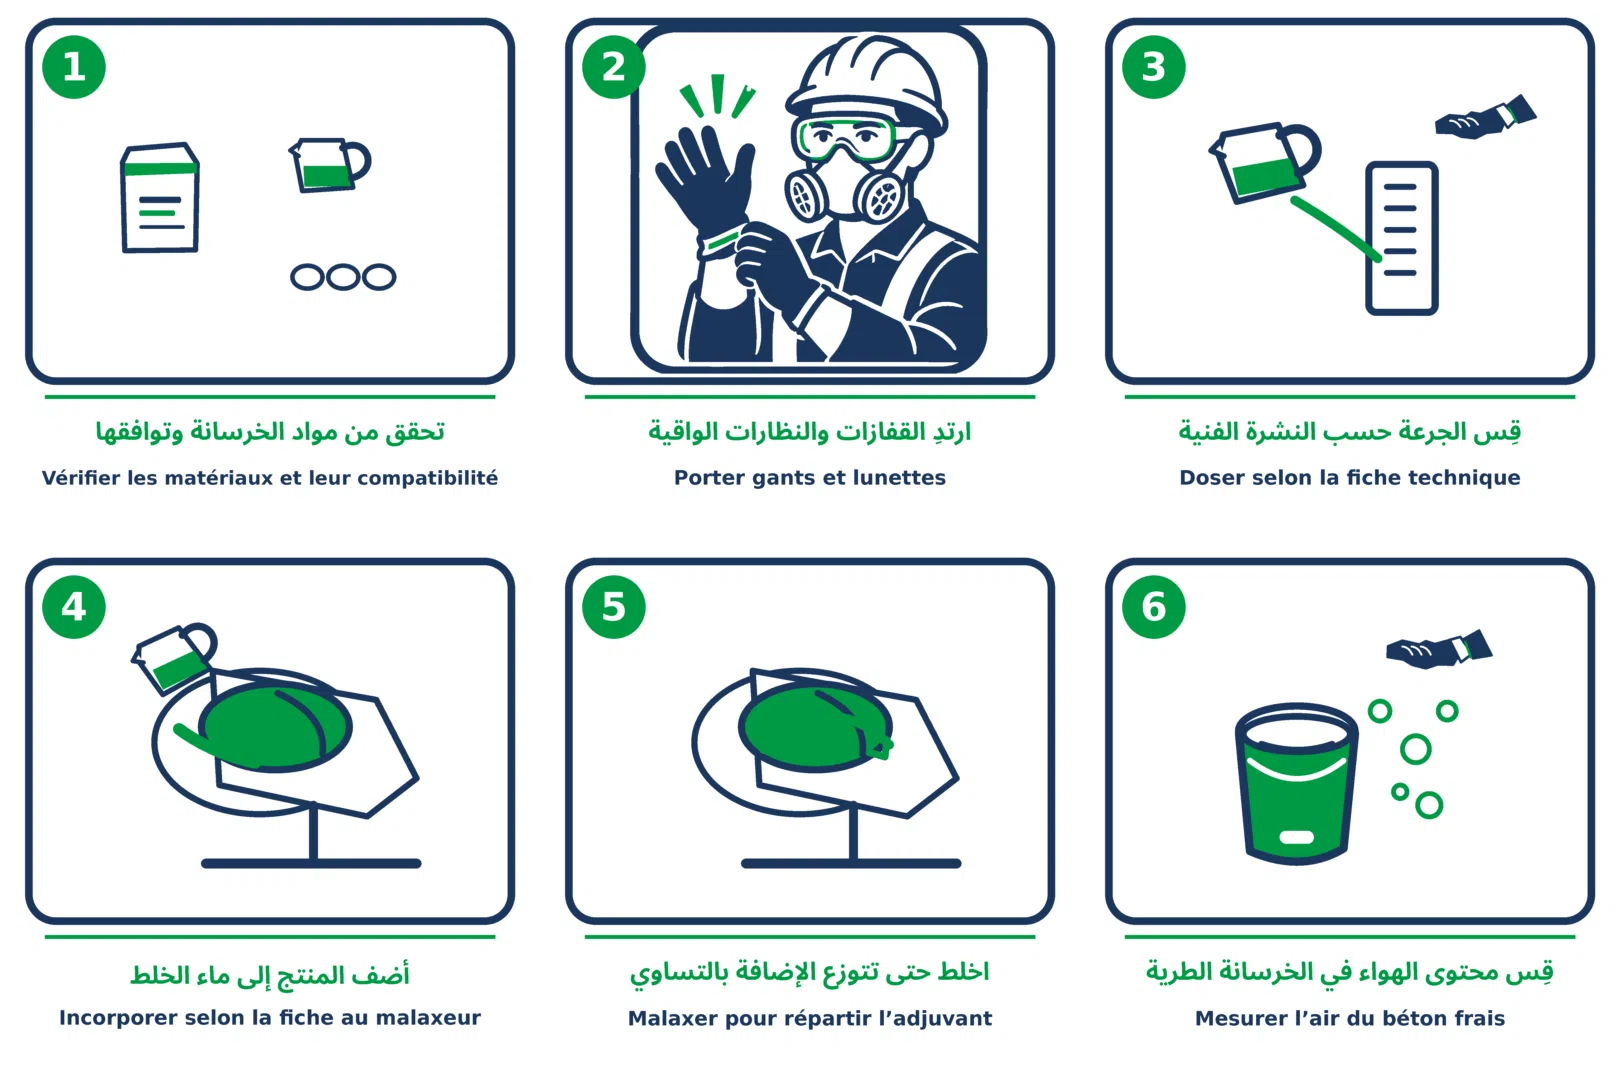 1
تحقق من مواد الخرسانة وتوافقها
Vérifier les matériaux et leur compatibilité
2
ارتدِ القفازات والنظارات الواقية
Porter gants et lunettes
3
قِس الجرعة حسب النشرة الفنية
Doser selon la fiche technique
4
أضف المنتج إلى ماء الخلط
Incorporer selon la fiche au malaxeur
5
اخلط حتى تتوزع الإضافة بالتساوي
Malaxer pour répartir l’adjuvant
6
قِس محتوى الهواء في الخرسانة الطرية
Mesurer l’air du béton frais